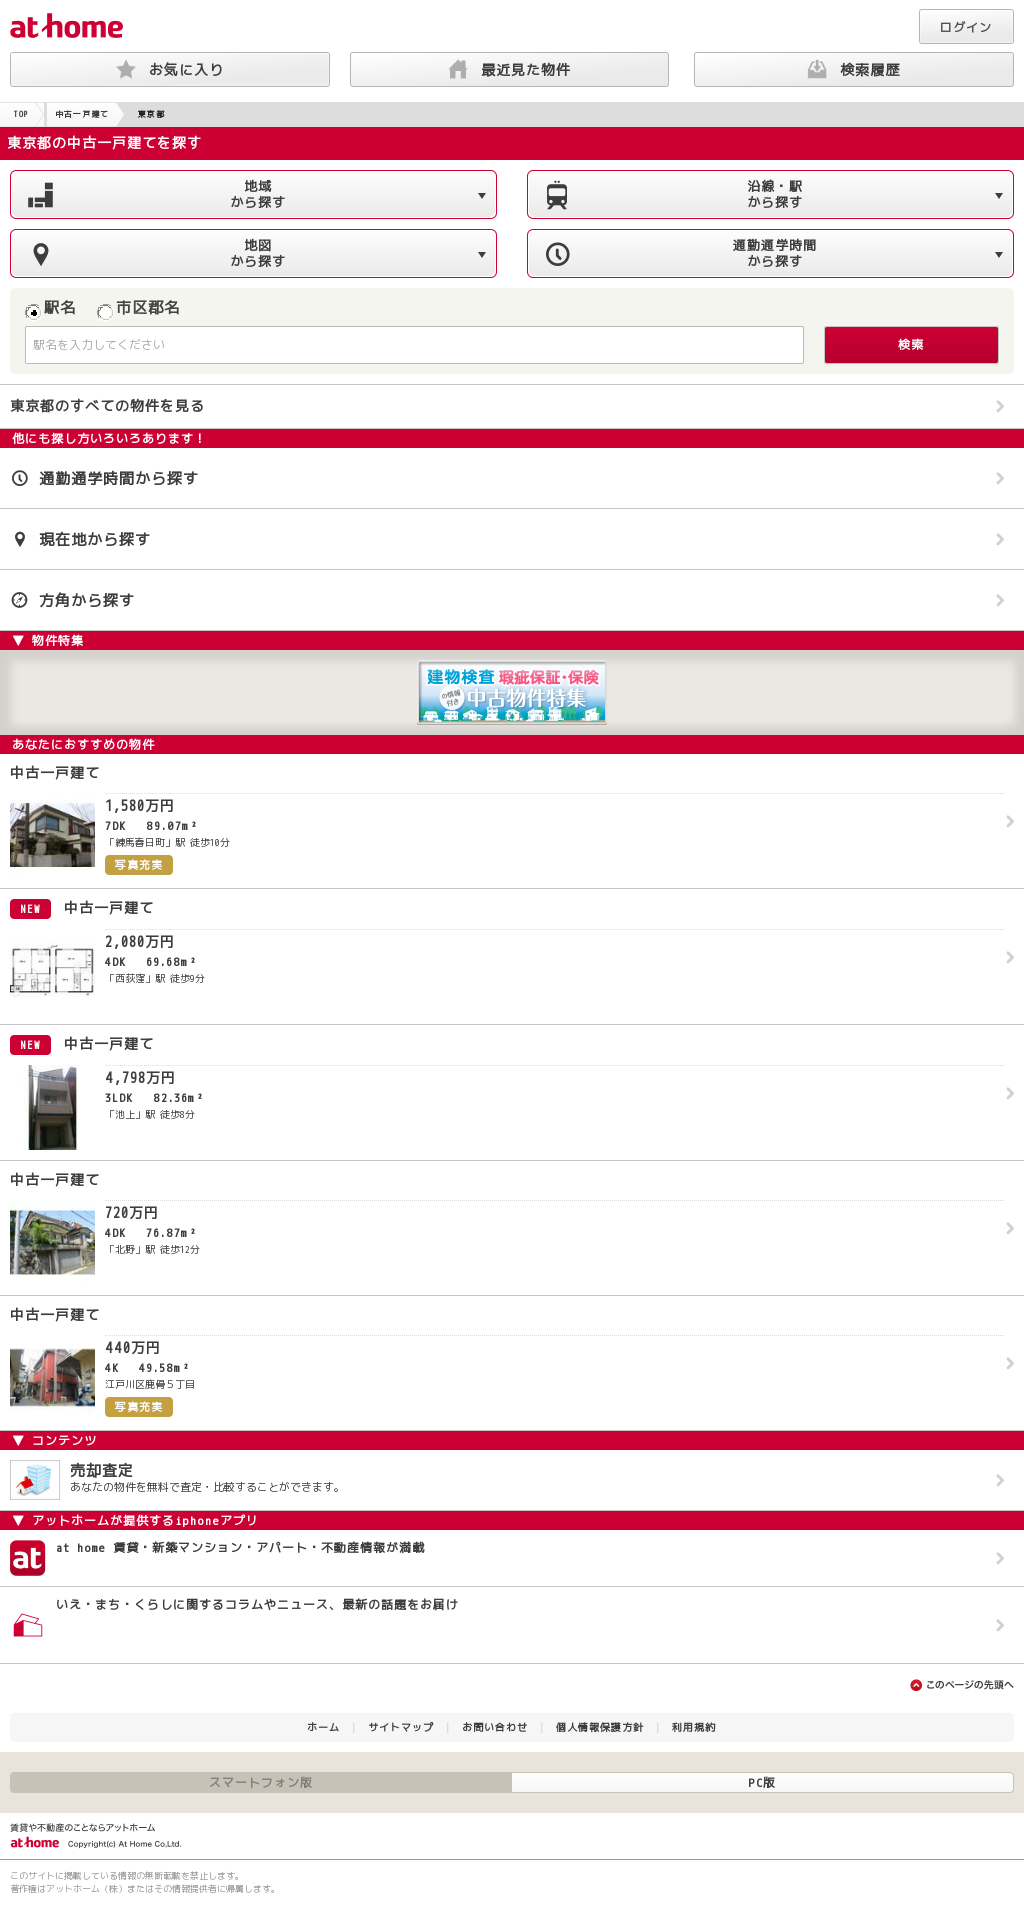 at home
ログイン
お気に入り
最近見た物件
検索履歴
TOP
中古一戸建て
東京都
東京都の中古一戸建てを探す
地域
から探す
沿線・駅
から探す
地図
から探す
通勤通学時間
から探す
駅名
市区郡名
駅名を入力してください
検索
東京都のすべての物件を見る
他にも探し方いろいろあります！
通勤通学時間から探す
現在地から探す
方角から探す
▼ 物件特集
建物検査 瑕疵保証・保険
の情報付き
中古物件特集
あなたにおすすめの物件
中古一戸建て
1,580万円
7DK 89.07m²
「練馬春日町」駅 徒歩10分
写真充実
NEW 中古一戸建て
2,080万円
4DK 69.68m²
「西荻窪」駅 徒歩9分
NEW 中古一戸建て
4,798万円
3LDK 82.36m²
「池上」駅 徒歩8分
中古一戸建て
720万円
4DK 76.87m²
「北野」駅 徒歩12分
中古一戸建て
440万円
4K 49.58m²
江戸川区鹿骨５丁目
写真充実
▼ コンテンツ
売却査定
あなたの物件を無料で査定・比較することができます。
▼ アットホームが提供するiphoneアプリ
at
at home 賃貸・新築マンション・アパート・不動産情報が満載
いえ・まち・くらしに関するコラムやニュース、最新の話題をお届け
このページの先頭へ
ホーム ｜ サイトマップ ｜ お問い合わせ ｜ 個人情報保護方針 ｜ 利用規約
スマートフォン版
PC版
賃貸や不動産のことならアットホーム
at home Copyright(c) At Home Co.,Ltd.
このサイトに掲載している情報の無断転載を禁止します。
著作権はアットホーム（株）またはその情報提供者に帰属します。